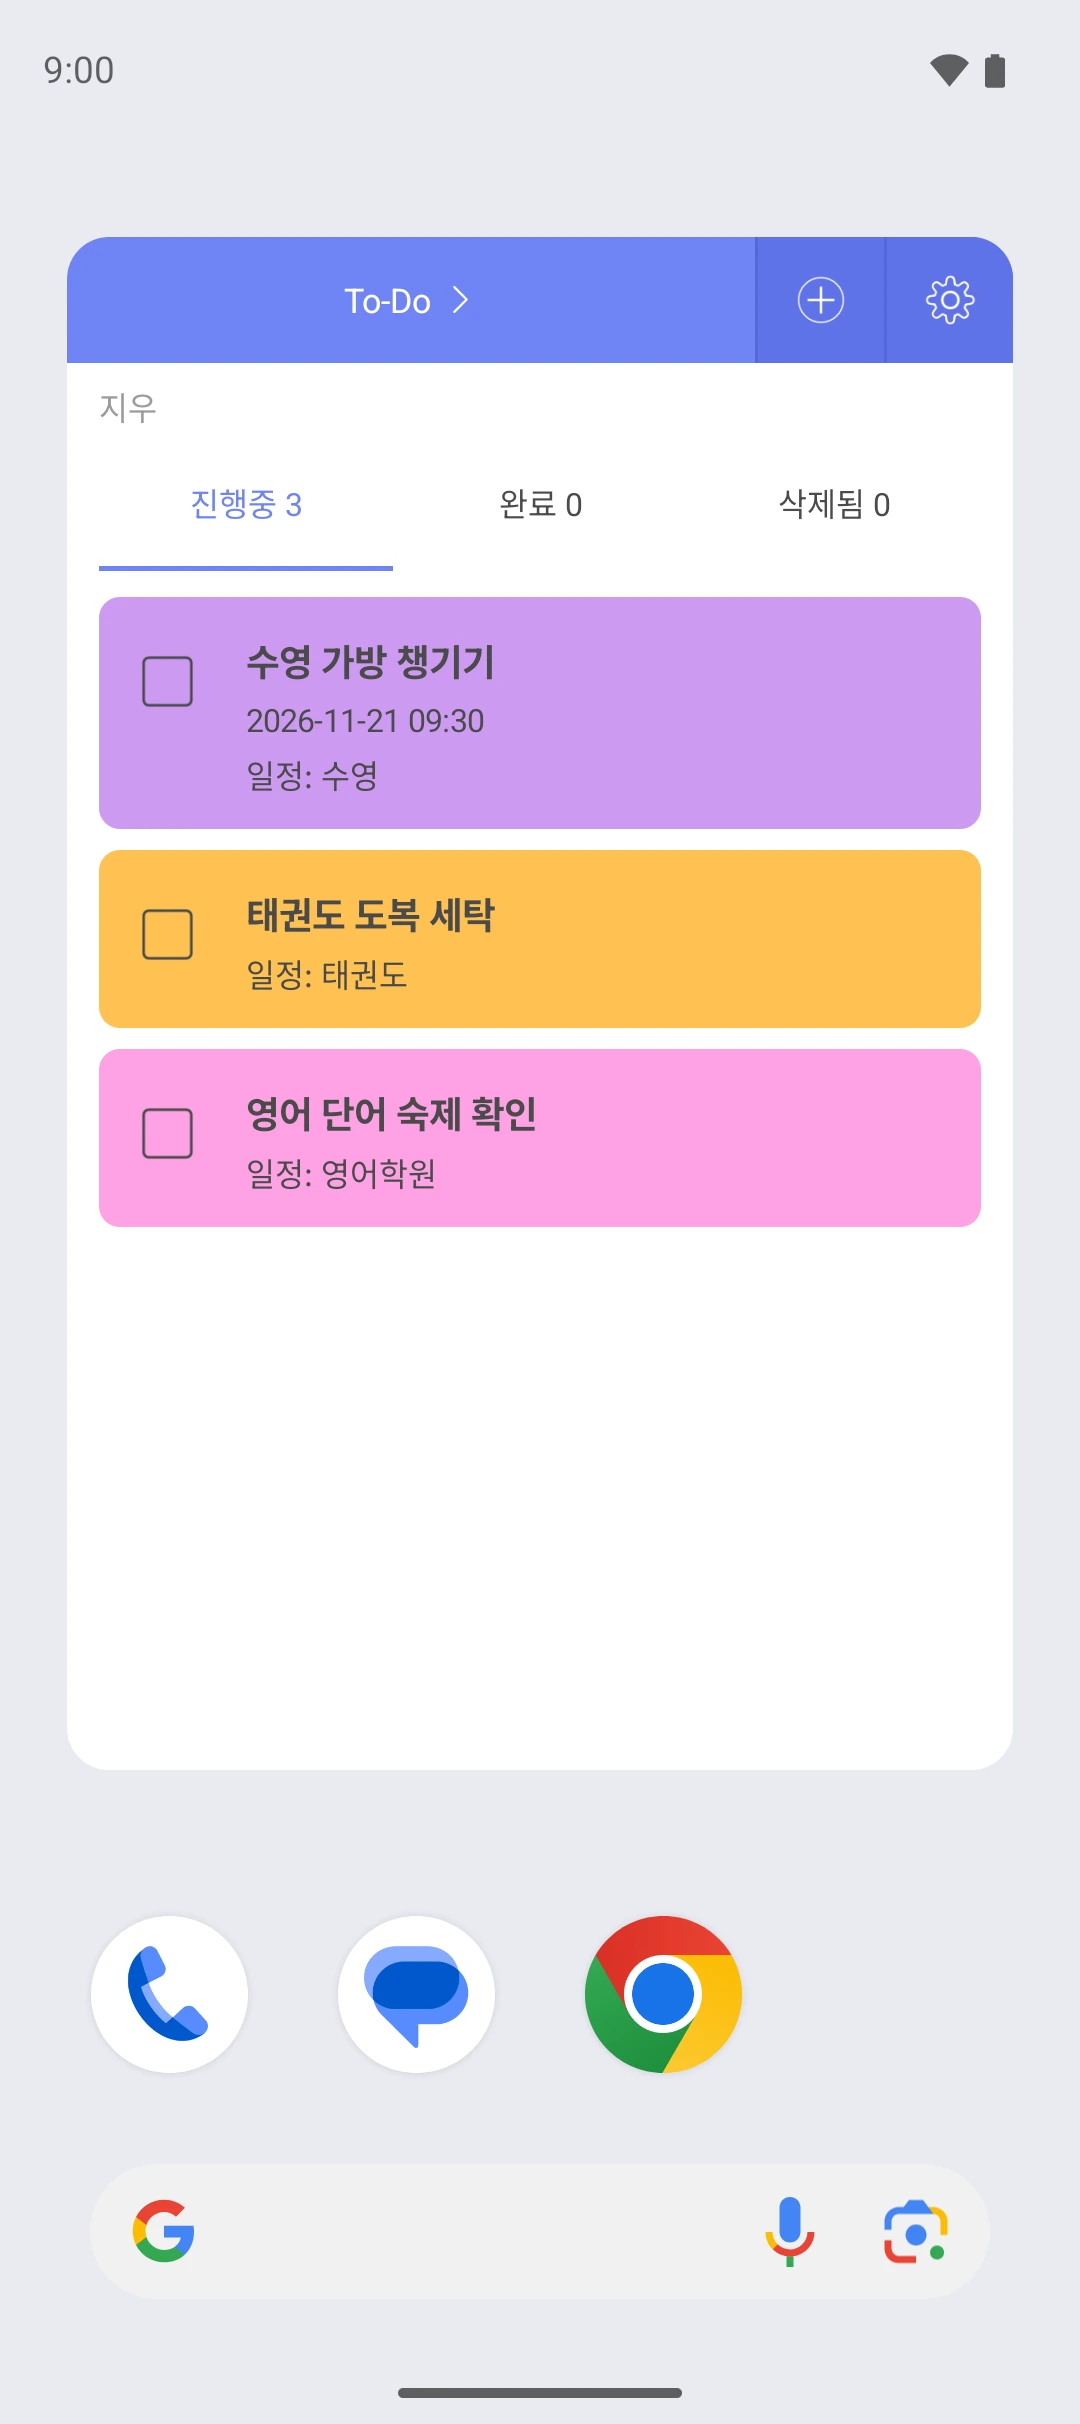 9:00
To-Do
지우
진행중 3
완료 0
삭제됨 0
수영 가방 챙기기
2026-11-21 09:30
일정: 수영
태권도 도복 세탁
일정: 태권도
영어 단어 숙제 확인
일정: 영어학원